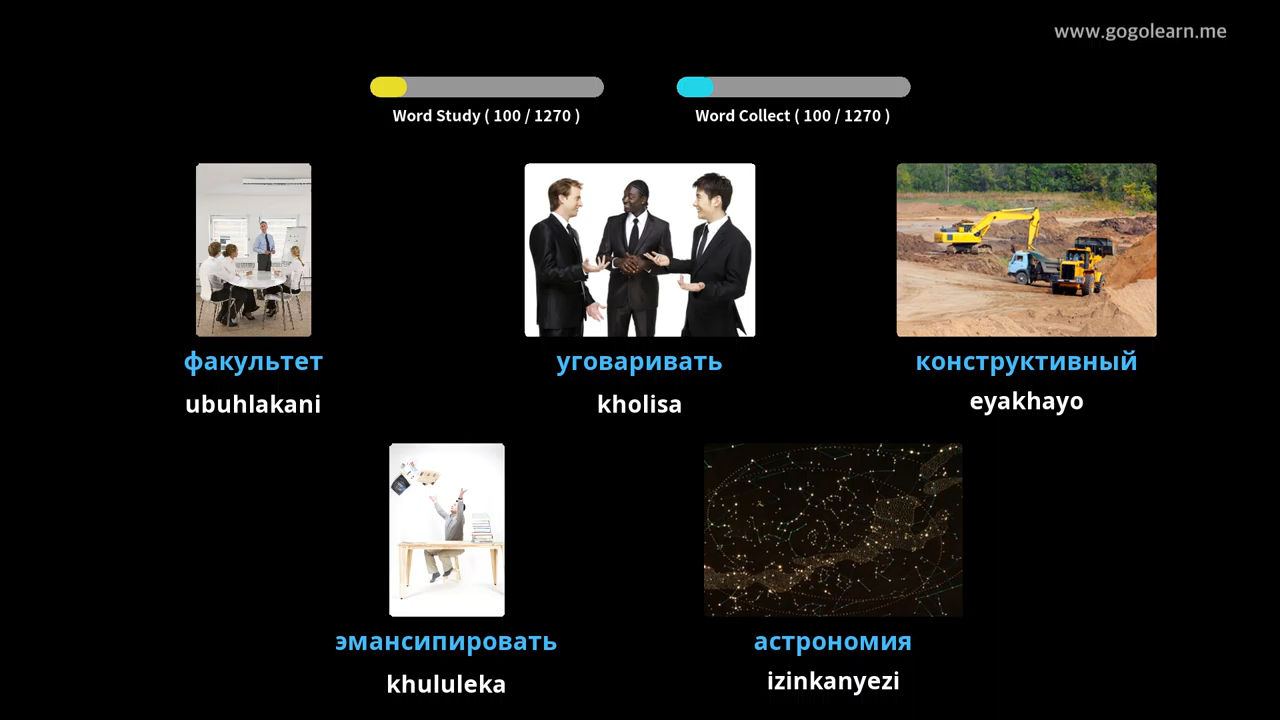 www.gogolearn.me
Word Study ( 100 / 1270 )
Word Collect ( 100 / 1270 )
факультет
ubuhlakani
уговаривать
kholisa
конструктивный
eyakhayo
эмансипировать
khululeka
астрономия
izinkanyezi